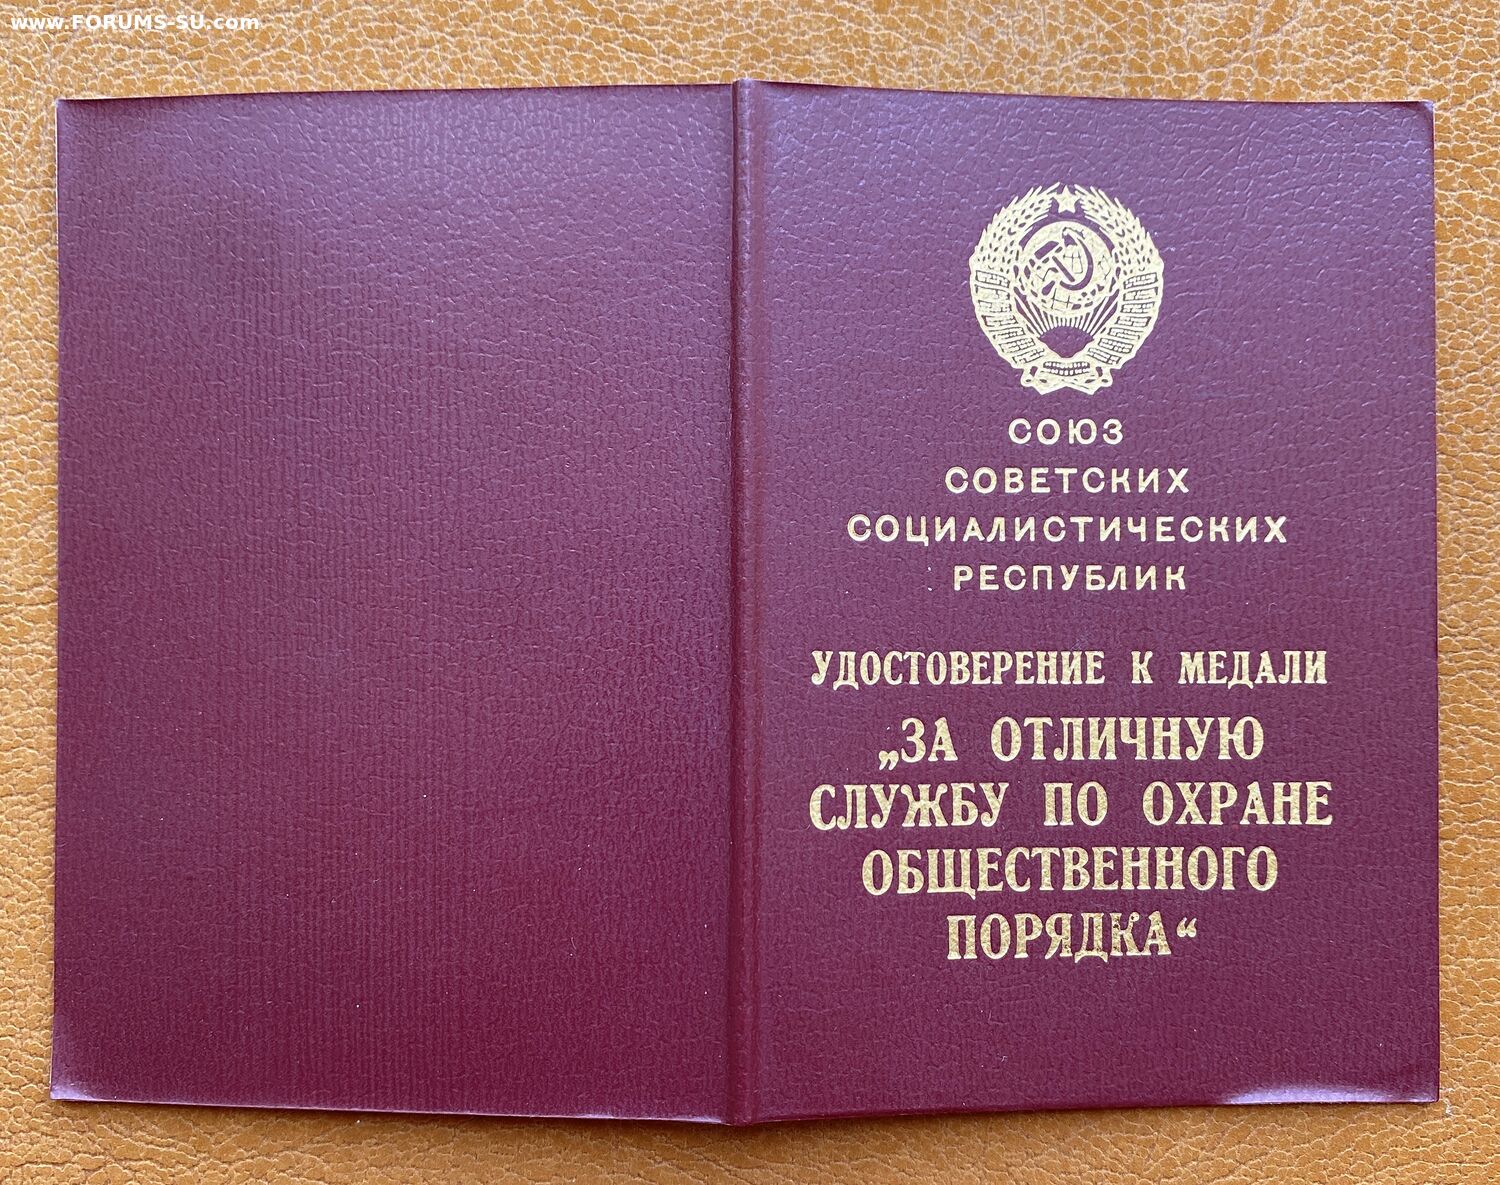 www.FORUMS-SU.com
СОЮЗ
СОВЕТСКИХ
СОЦИАЛИСТИЧЕСКИХ
РЕСПУБЛИК
УДОСТОВЕРЕНИЕ К МЕДАЛИ
„ЗА ОТЛИЧНУЮ
СЛУЖБУ ПО ОХРАНЕ
ОБЩЕСТВЕННОГО
ПОРЯДКА“